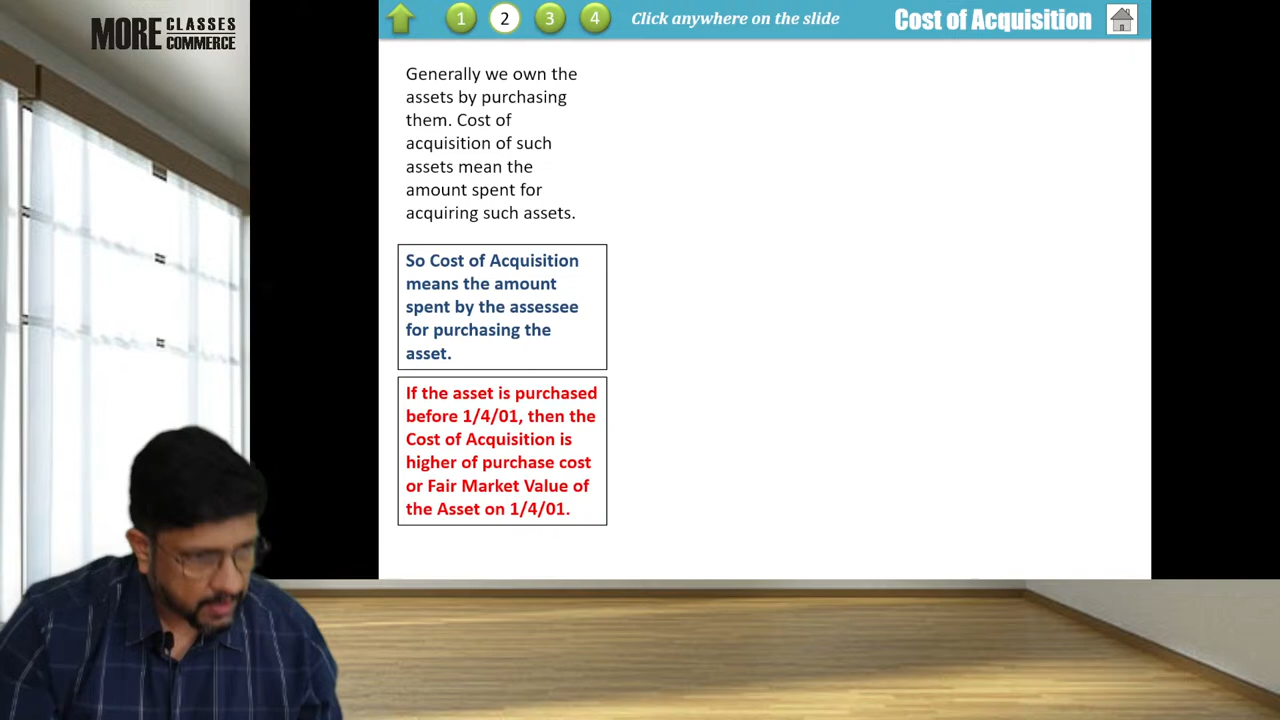 MORE CLASSES COMMERCE
1 2 3 4 Click anywhere on the slide Cost of Acquisition
Generally we own the
assets by purchasing
them. Cost of
acquisition of such
assets mean the
amount spent for
acquiring such assets.
So Cost of Acquisition
means the amount
spent by the assessee
for purchasing the
asset.
If the asset is purchased
before 1/4/01, then the
Cost of Acquisition is
higher of purchase cost
or Fair Market Value of
the Asset on 1/4/01.